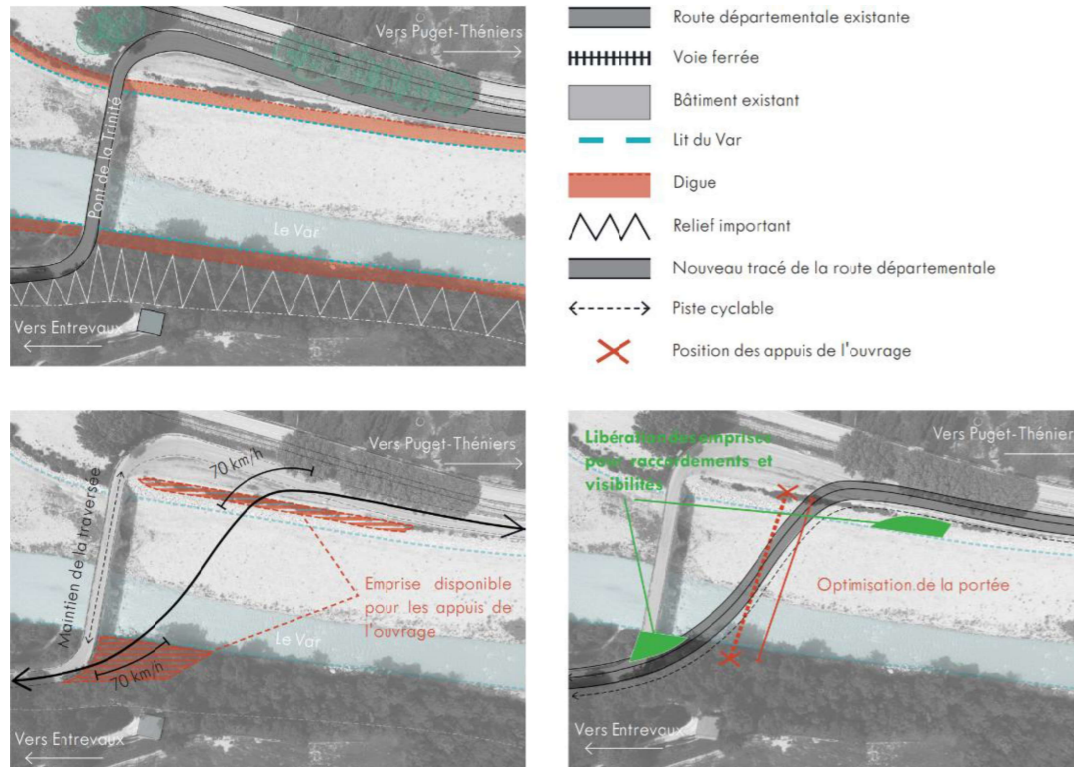 Vers Puget-Théniers
Pont de la Trinité
Le Var
Vers Entrevaux
Route départementale existante
Voie ferrée
Bâtiment existant
Lit du Var
Digue
Relief important
Nouveau tracé de la route départementale
Piste cyclable
Position des appuis de l'ouvrage
Vers Puget-Théniers
70 km/h
Maintien de la traversée
Emprise disponible
pour les appuis de
l'ouvrage
Le Var
70 km/h
Vers Entrevaux
Libération des emprises
pour raccordements et
visibilités
Vers Puget-Thénier
Optimisation de la portée
Vers Entrevaux